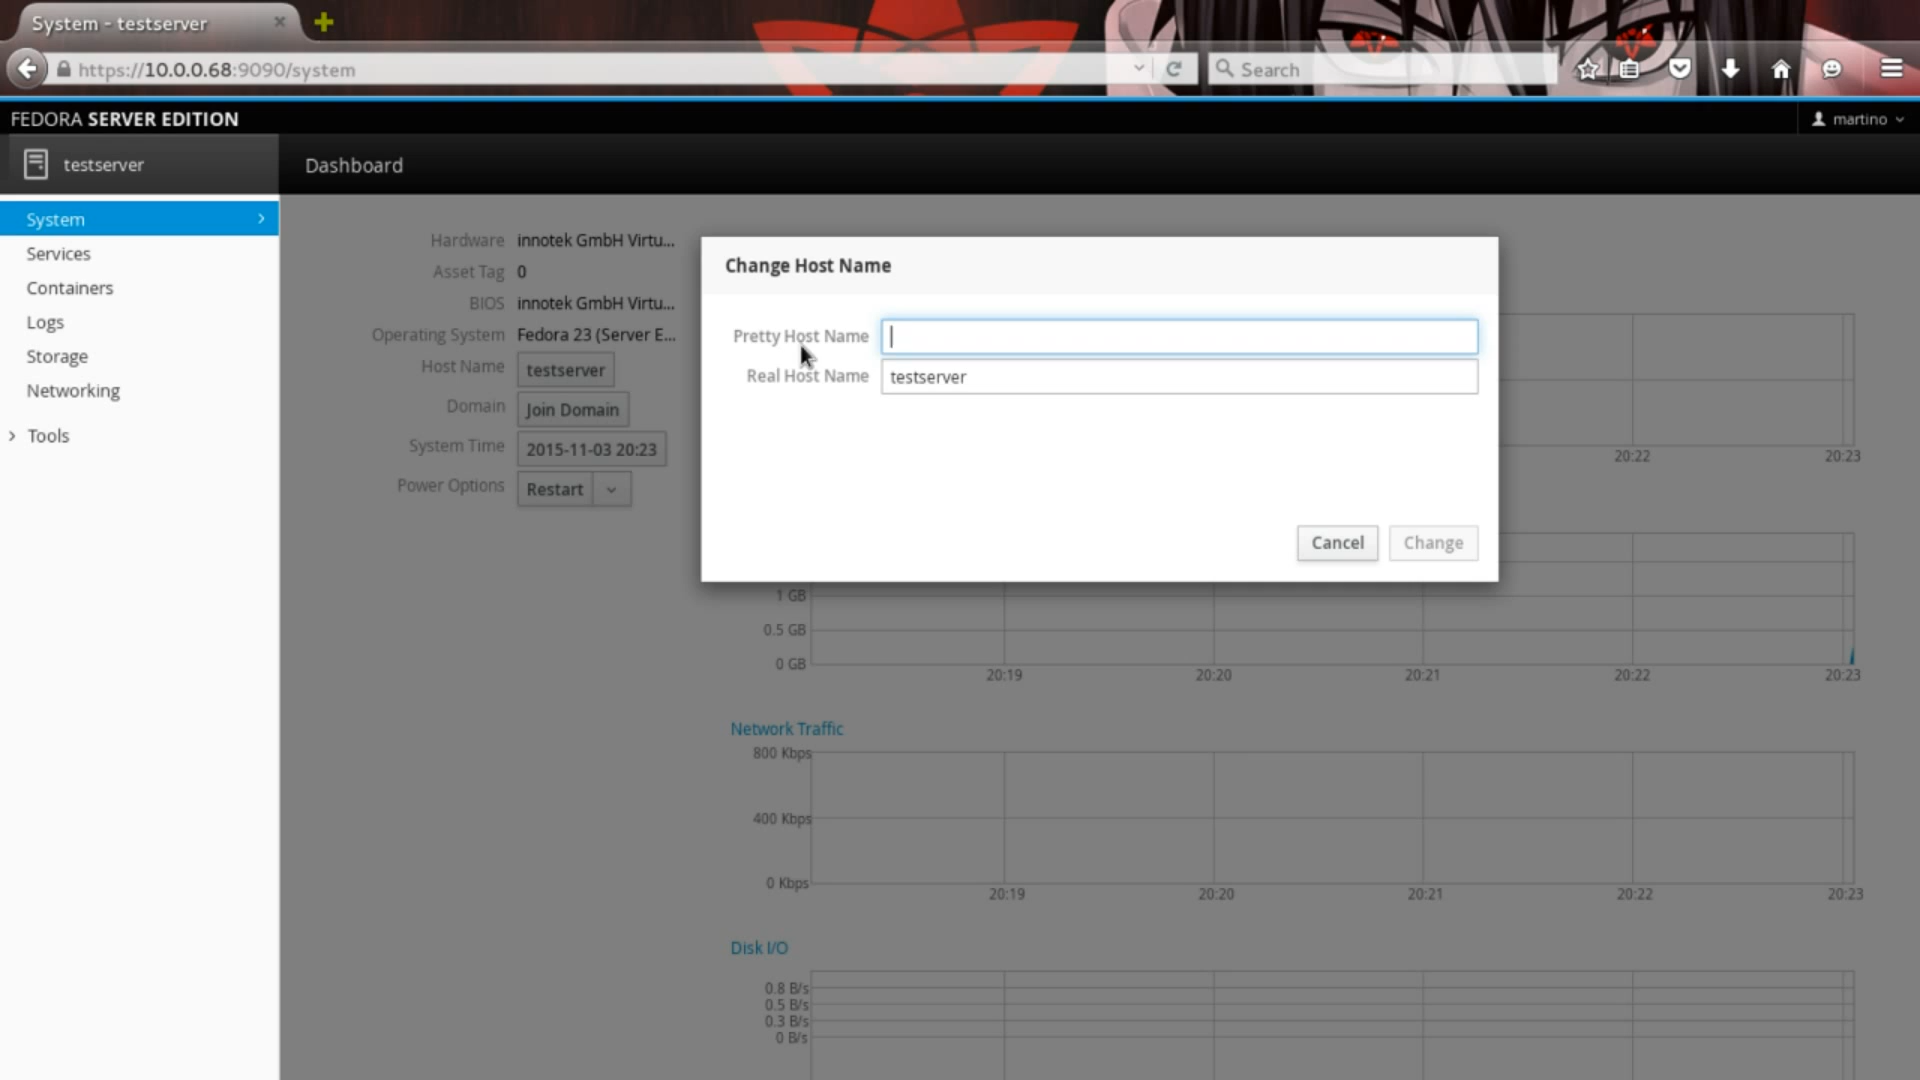 System - testserver
https://10.0.0.68:9090/system
Search
FEDORA SERVER EDITION
martino
testserver
Dashboard
System
Services
Containers
Logs
Storage
Networking
Tools
Hardware innotek GmbH Virtu...
Asset Tag 0
BIOS innotek GmbH Virtu...
Operating System Fedora 23 (Server E...
Host Name testserver
Domain Join Domain
System Time 2015-11-03 20:23
Power Options Restart
Change Host Name
Pretty Host Name
Real Host Name testserver
Cancel Change
20:22 20:23
1 GB
0.5 GB
0 GB
20:19 20:20 20:21 20:22 20:23
Network Traffic
800 Kbps
400 Kbps
0 Kbps
20:19 20:20 20:21 20:22 20:23
Disk I/O
0.8 B/s
0.5 B/s
0.3 B/s
0 B/s